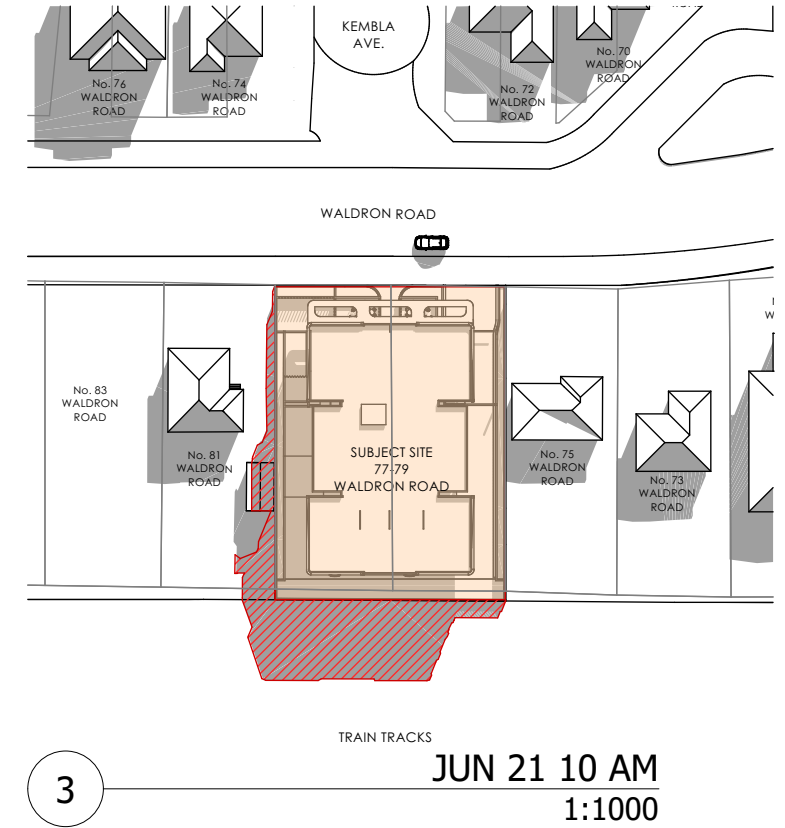 KEMBLA
AVE.
No. 76
WALDRON
ROAD
No. 74
WALDRON
ROAD
No. 72
WALDRON
ROAD
No. 70
WALDRON
ROAD
WALDRON ROAD
No. 83
WALDRON
ROAD
No. 81
WALDRON
ROAD
SUBJECT SITE
77-79
WALDRON ROAD
No. 75
WALDRON
ROAD
No. 73
WALDRON
ROAD
TRAIN TRACKS
3
JUN 21 10 AM
1:1000